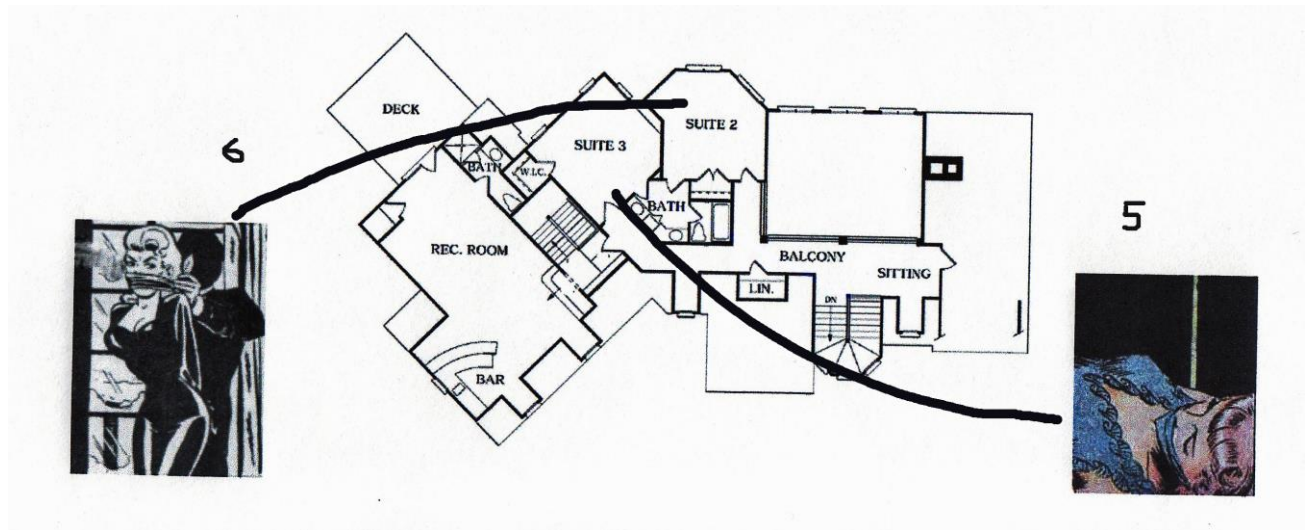 DECK
6
SUITE 2
SUITE 3
BATH
W.I.C.
BATH
5
REC. ROOM
BALCONY
SITTING
LIN.
DN
BAR